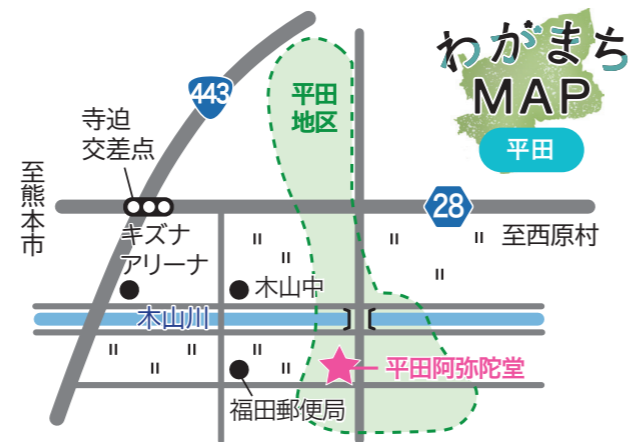 わがまち
MAP
平田
443
平田
地区
寺迫
交差点
至熊本市
28
キズナ
アリーナ
至西原村
木山中
木山川
平田阿弥陀堂
福田郵便局